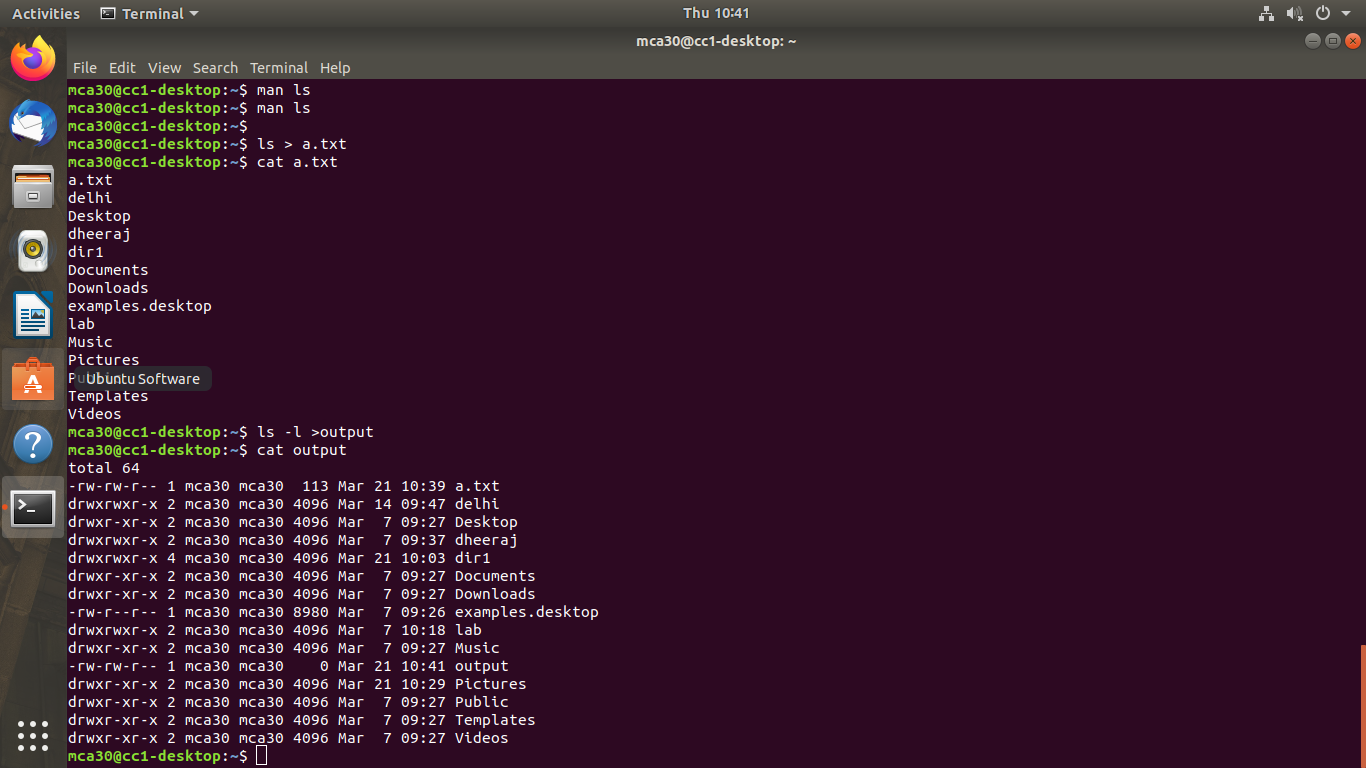 Activities Terminal Thu 10:41
mca30@cc1-desktop: ~
File Edit View Search Terminal Help
mca30@cc1-desktop:~$ man ls
mca30@cc1-desktop:~$ man ls
mca30@cc1-desktop:~$
mca30@cc1-desktop:~$ ls > a.txt
mca30@cc1-desktop:~$ cat a.txt
a.txt
delhi
Desktop
dheeraj
dir1
Documents
Downloads
examples.desktop
lab
Music
Pictures
Ubuntu Software
Templates
Videos
mca30@cc1-desktop:~$ ls -l >output
mca30@cc1-desktop:~$ cat output
total 64
-rw-rw-r-- 1 mca30 mca30  113 Mar 21 10:39 a.txt
drwxrwxr-x 2 mca30 mca30 4096 Mar 14 09:47 delhi
drwxr-xr-x 2 mca30 mca30 4096 Mar  7 09:27 Desktop
drwxrwxr-x 2 mca30 mca30 4096 Mar  7 09:37 dheeraj
drwxrwxr-x 4 mca30 mca30 4096 Mar 21 10:03 dir1
drwxr-xr-x 2 mca30 mca30 4096 Mar  7 09:27 Documents
drwxr-xr-x 2 mca30 mca30 4096 Mar  7 09:27 Downloads
-rw-r--r-- 1 mca30 mca30 8980 Mar  7 09:26 examples.desktop
drwxrwxr-x 2 mca30 mca30 4096 Mar  7 10:18 lab
drwxr-xr-x 2 mca30 mca30 4096 Mar  7 09:27 Music
-rw-rw-r-- 1 mca30 mca30    0 Mar 21 10:41 output
drwxr-xr-x 2 mca30 mca30 4096 Mar 21 10:29 Pictures
drwxr-xr-x 2 mca30 mca30 4096 Mar  7 09:27 Public
drwxr-xr-x 2 mca30 mca30 4096 Mar  7 09:27 Templates
drwxr-xr-x 2 mca30 mca30 4096 Mar  7 09:27 Videos
mca30@cc1-desktop:~$